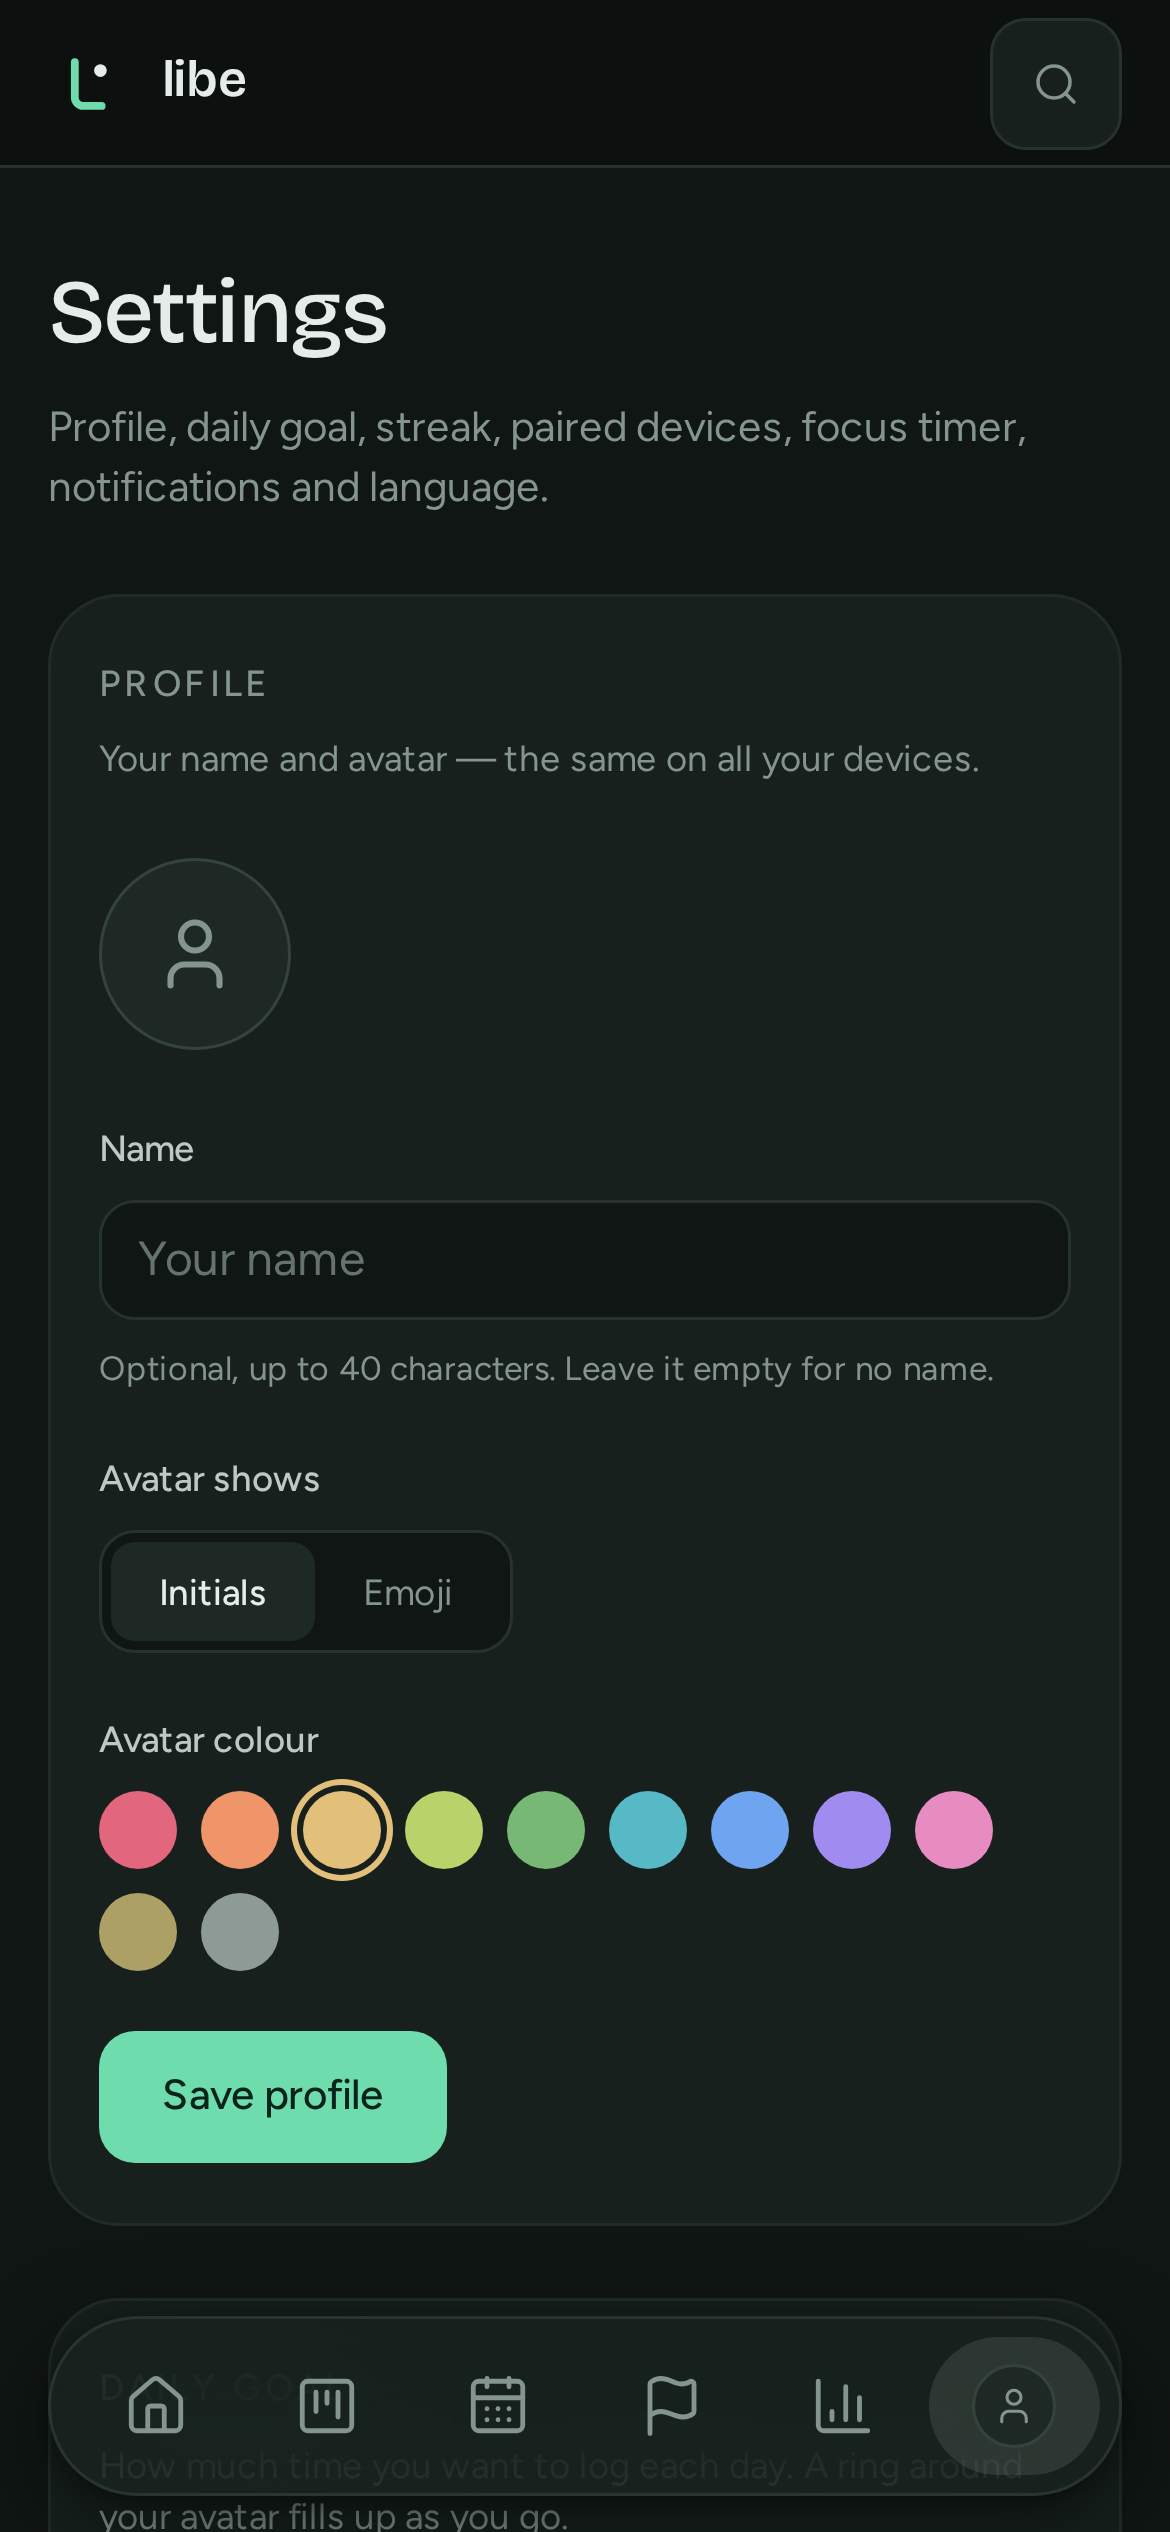 libe
Settings
Profile, daily goal, streak, paired devices, focus timer,
notifications and language.
PROFILE
Your name and avatar — the same on all your devices.
Name
Your name
Optional, up to 40 characters. Leave it empty for no name.
Avatar shows
Initials
Emoji
Avatar colour
Save profile
DAILY GOAL
How much time you want to log each day. A ring around
your avatar fills up as you go.